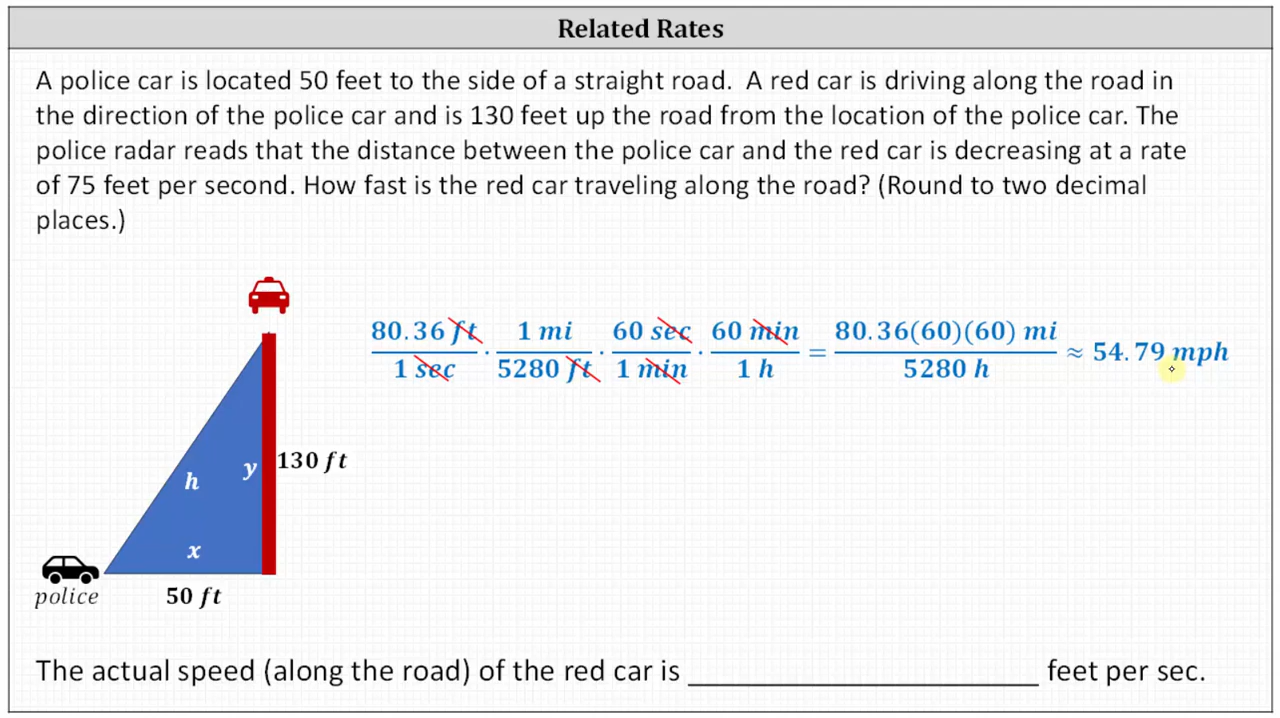 Related Rates
A police car is located 50 feet to the side of a straight road. A red car is driving along the road in
the direction of the police car and is 130 feet up the road from the location of the police car. The
police radar reads that the distance between the police car and the red car is decreasing at a rate
of 75 feet per second. How fast is the red car traveling along the road? (Round to two decimal
places.)
80.36 ft / 1 sec · 1 mi / 5280 ft · 60 sec / 1 min · 60 min / 1 h = 80.36(60)(60) mi / 5280 h ≈ 54.79 mph
h
y
130 ft
x
police
50 ft
The actual speed (along the road) of the red car is ____________________ feet per sec.